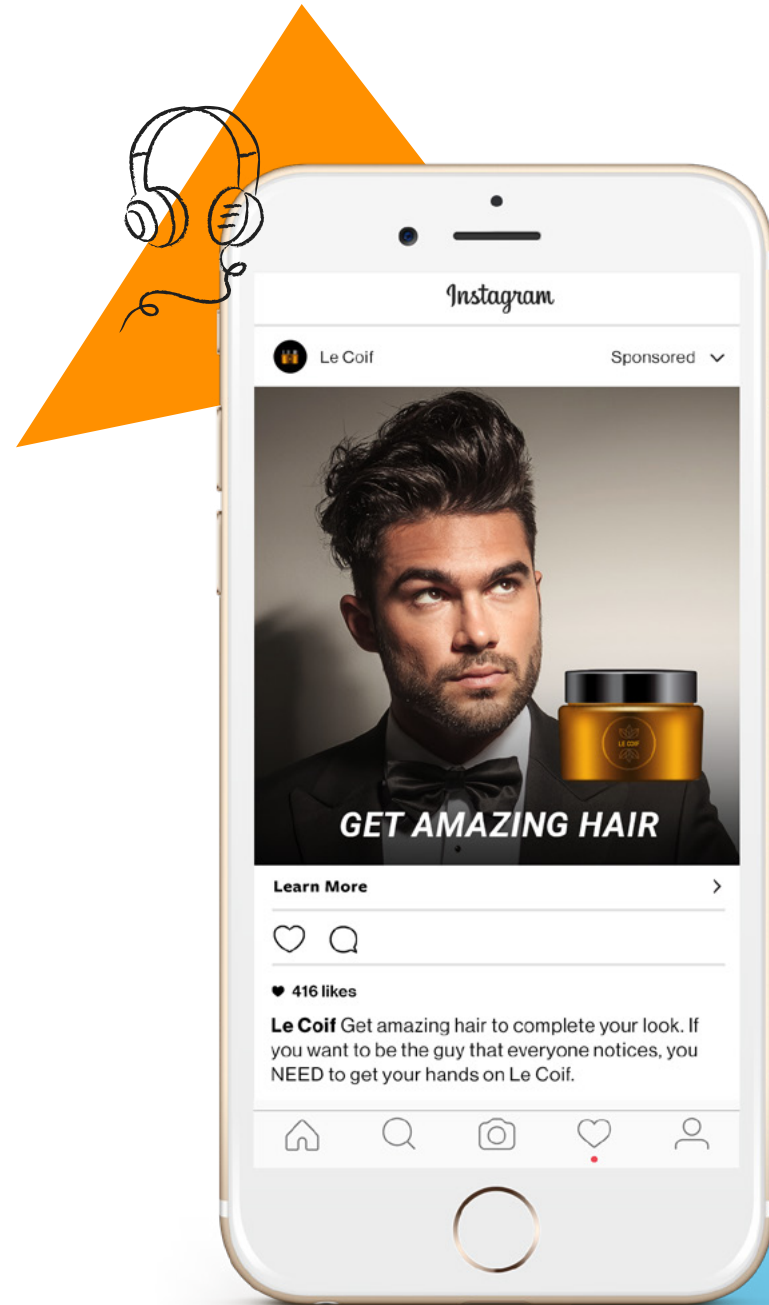 Instagram
Le Coif
Sponsored
LE COIF
GET AMAZING HAIR
Learn More
416 likes
Le Coif Get amazing hair to complete your look. If
you want to be the guy that everyone notices, you
NEED to get your hands on Le Coif.